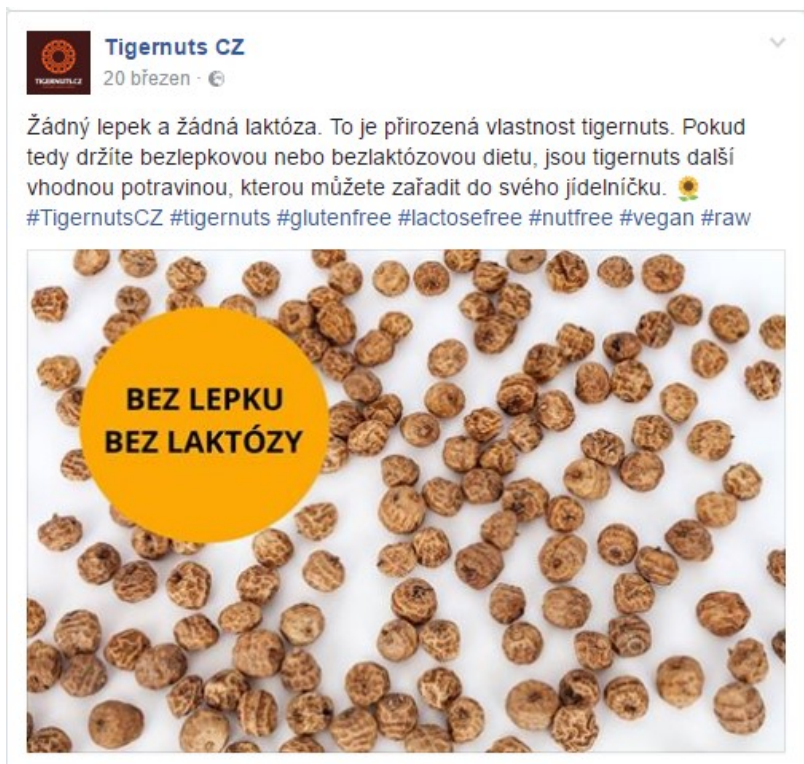 Tigernuts CZ
TIGERNUTS.CZ
20 březen ·
Žádný lepek a žádná laktóza. To je přirozená vlastnost tigernuts. Pokud
tedy držíte bezlepkovou nebo bezlaktózovou dietu, jsou tigernuts další
vhodnou potravinou, kterou můžete zařadit do svého jídelníčku.
#TigernutsCZ #tigernuts #glutenfree #lactosefree #nutfree #vegan #raw
BEZ LEPKU
BEZ LAKTÓZY